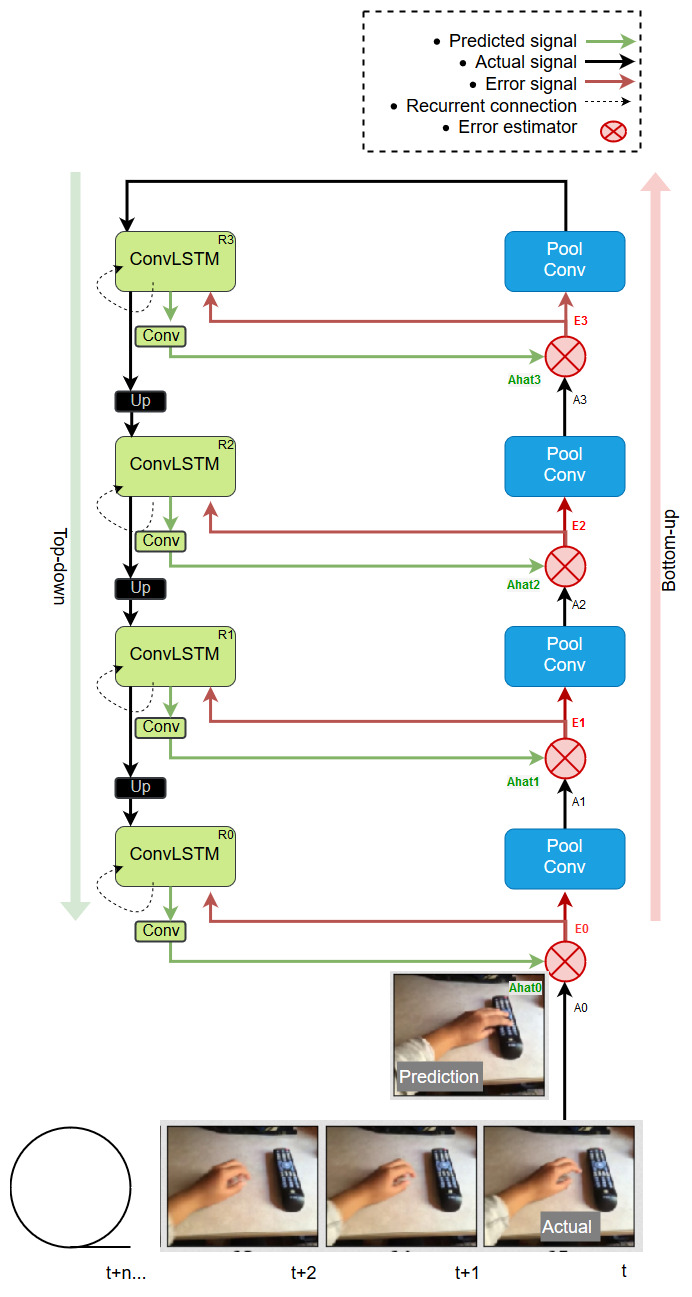 • Predicted signal
• Actual signal
• Error signal
• Recurrent connection
• Error estimator
R3
ConvLSTM
Pool
Conv
E3
Conv
Ahat3
A3
Up
R2
ConvLSTM
Pool
Conv
E2
Conv
Ahat2
A2
Up
Top-down
Bottom-up
R1
ConvLSTM
Pool
Conv
E1
Conv
Ahat1
A1
Up
R0
ConvLSTM
Pool
Conv
E0
Conv
Ahat0
A0
Prediction
Actual
t+n...
t+2
t+1
t